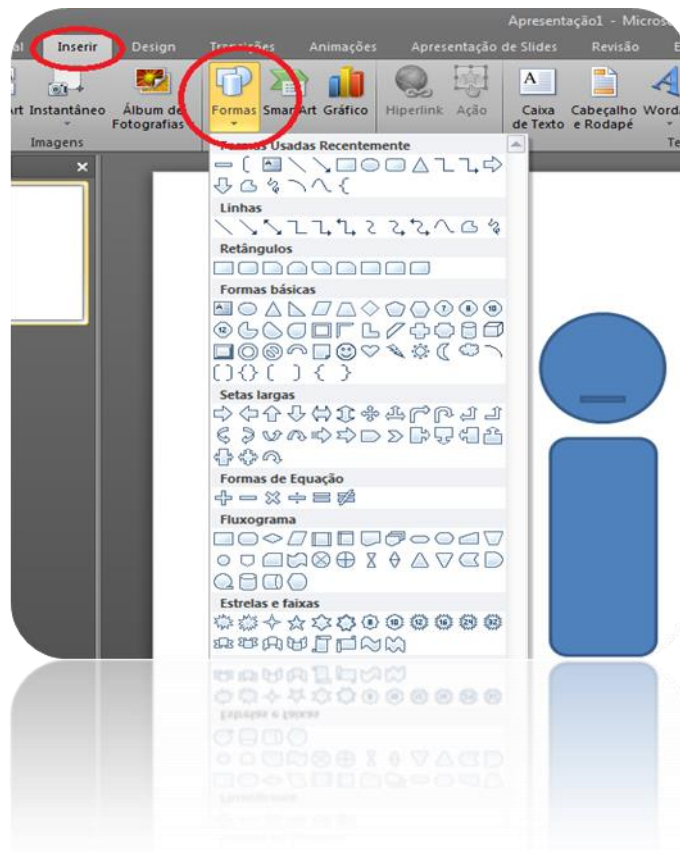 Apresentação1 - Micros
Inserir Design Transições Animações Apresentação de Slides Revisão
Instantâneo Álbum de Fotografias Formas SmartArt Gráfico Hiperlink Ação Caixa de Texto Cabeçalho e Rodapé Worda
Imagens Te
Formas Usadas Recentemente
Linhas
Retângulos
Formas básicas
Setas largas
Formas de Equação
Fluxograma
Estrelas e faixas